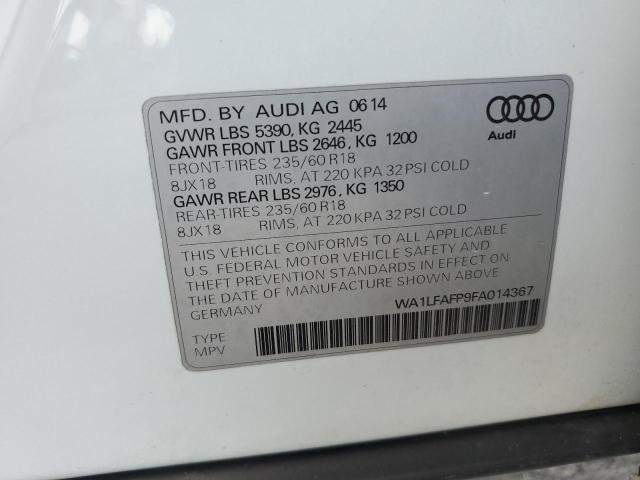 MFD. BY AUDI AG 06 14
GVWR LBS 5390, KG 2445
GAWR FRONT LBS 2646, KG 1200
FRONT-TIRES 235/60 R18
8JX18 RIMS, AT 220 KPA 32 PSI COLD
GAWR REAR LBS 2976, KG 1350
REAR-TIRES 235/60 R18
8JX18 RIMS, AT 220 KPA 32 PSI COLD
Audi
THIS VEHICLE CONFORMS TO ALL APPLICABLE
U.S. FEDERAL MOTOR VEHICLE SAFETY AND
THEFT PREVENTION STANDARDS IN EFFECT ON
THE DATE OF MANUFACTURE SHOWN ABOVE
GERMANY
WA1LFAFP9FA014367
TYPE
MPV